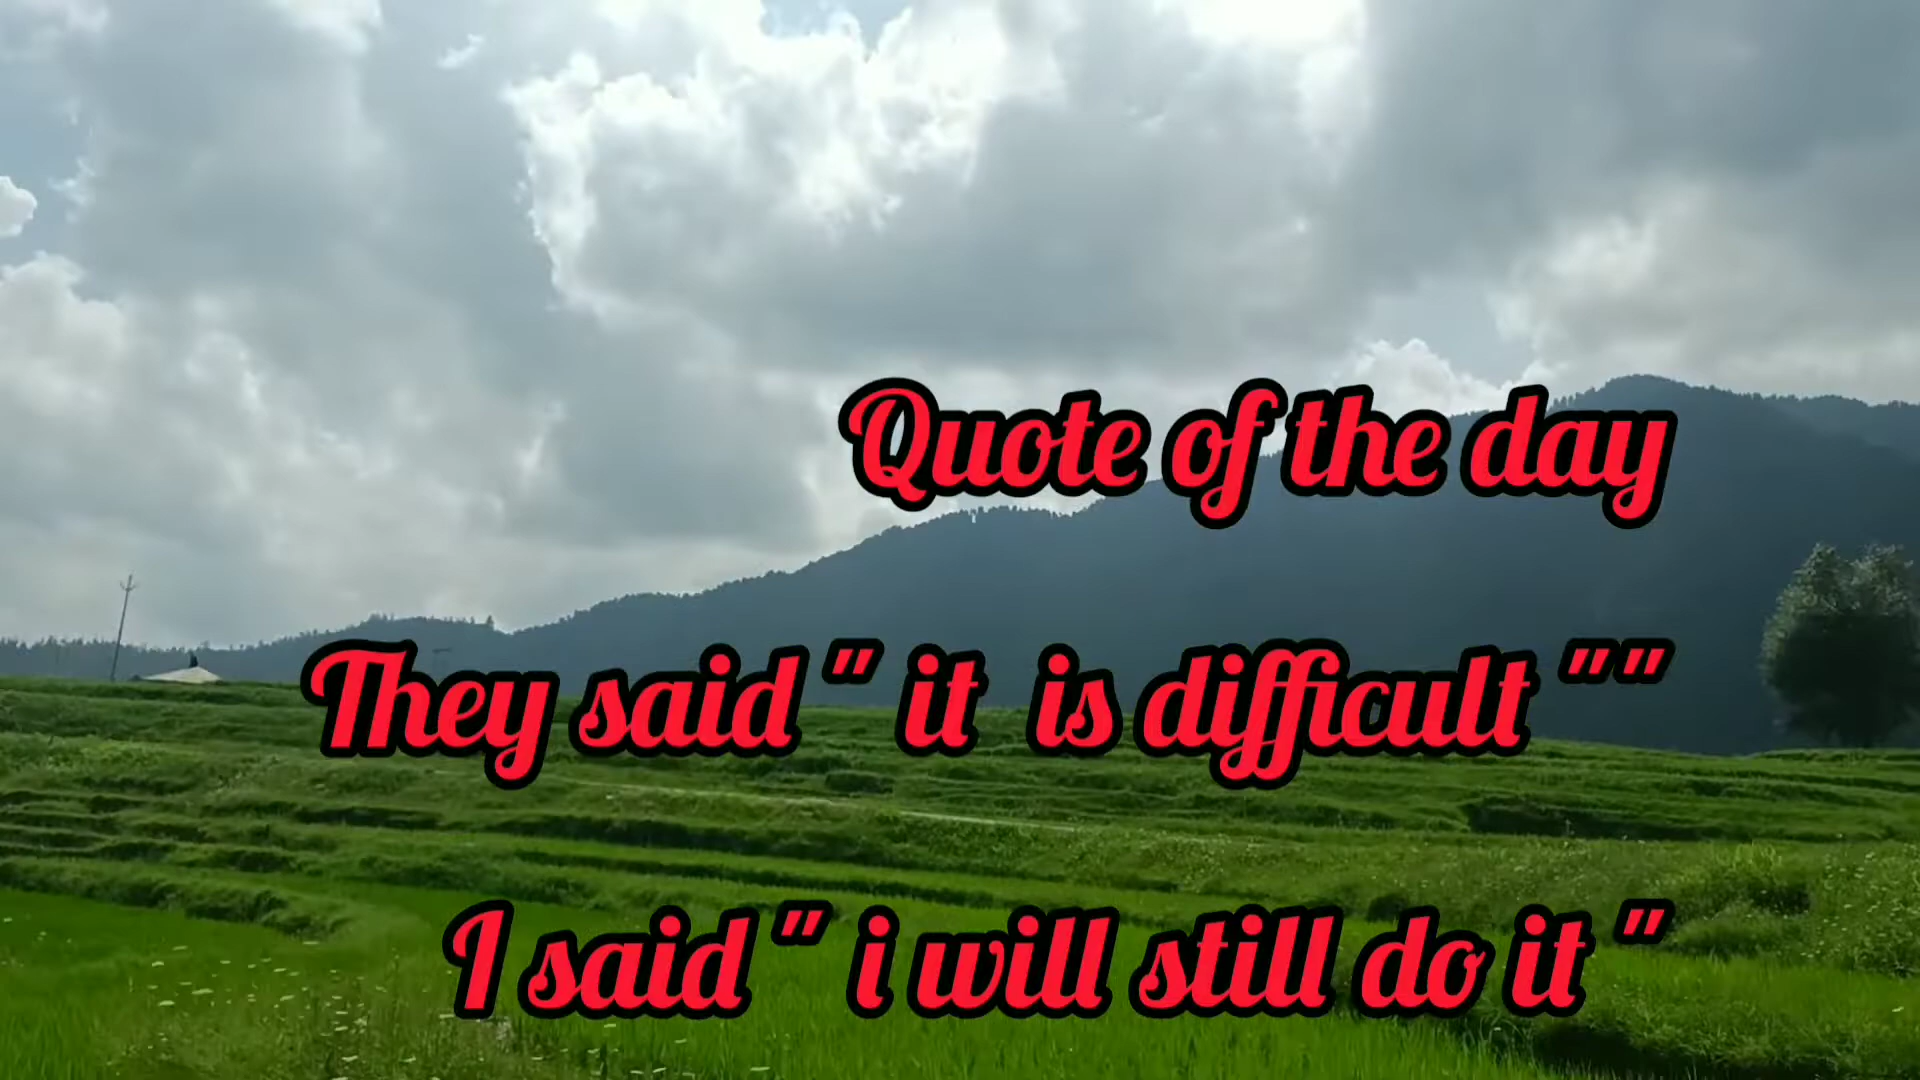 Quote of the day
They said " it is difficult ""
I said " i will still do it "